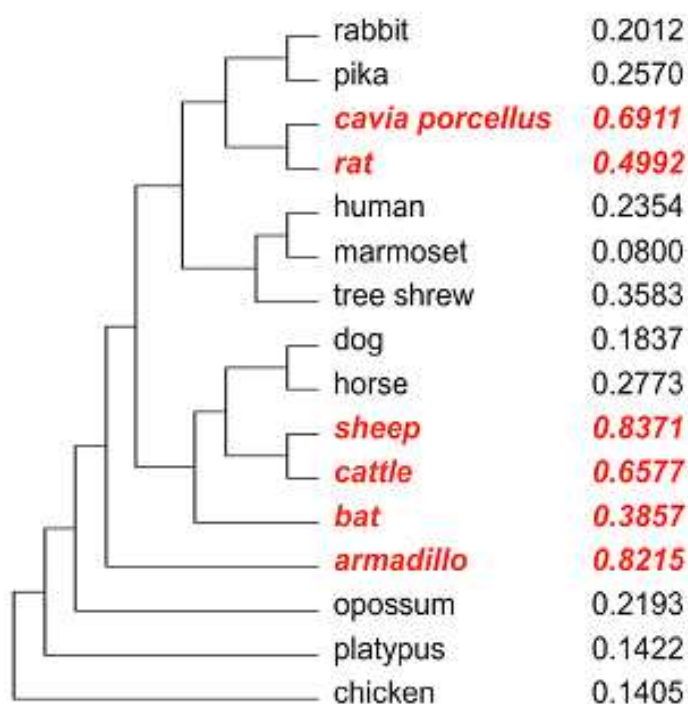 rabbit 0.2012
pika 0.2570
cavia porcellus 0.6911
rat 0.4992
human 0.2354
marmoset 0.0800
tree shrew 0.3583
dog 0.1837
horse 0.2773
sheep 0.8371
cattle 0.6577
bat 0.3857
armadillo 0.8215
opossum 0.2193
platypus 0.1422
chicken 0.1405